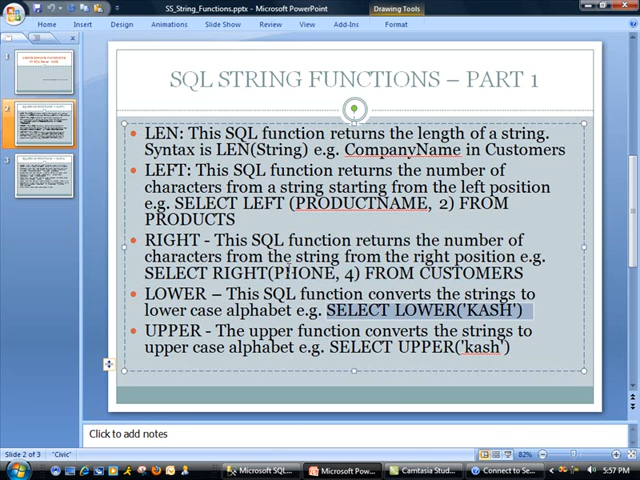 SS_String_Functions.pptx - Microsoft PowerPoint
Drawing Tools
Home Insert Design Animations Slide Show Review View Add-Ins Format
1
2
3
SQL STRING FUNCTIONS – PART 1
• LEN: This SQL function returns the length of a string.
Syntax is LEN(String) e.g. CompanyName in Customers
• LEFT: This SQL function returns the number of
characters from a string starting from the left position
e.g. SELECT LEFT (PRODUCTNAME, 2) FROM
PRODUCTS
• RIGHT - This SQL function returns the number of
characters from the string from the right position e.g.
SELECT RIGHT(PHONE, 4) FROM CUSTOMERS
• LOWER – This SQL function converts the strings to
lower case alphabet e.g. SELECT LOWER('KASH')
• UPPER - The upper function converts the strings to
upper case alphabet e.g. SELECT UPPER('kash')
Click to add notes
Slide 2 of 3 "Civic" 82%
Microsoft SQL... Microsoft Pow... Camtasia Stud... Connect to Se... 5:57 PM